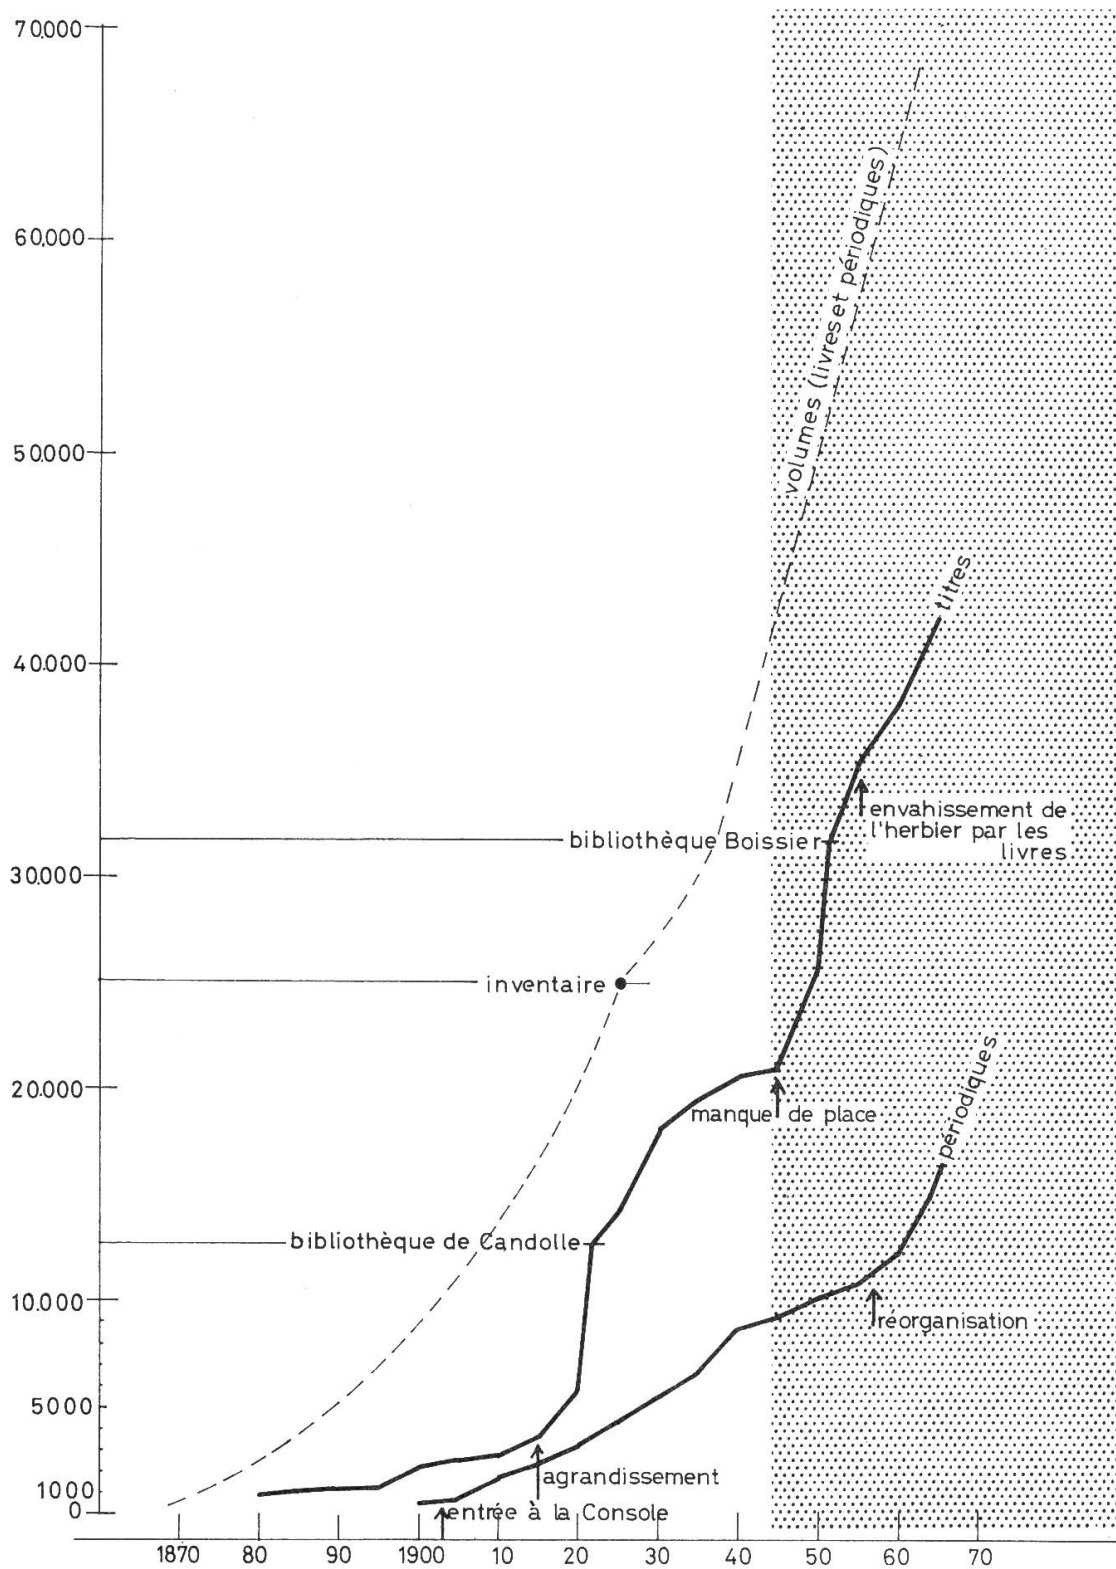 70.000
60.000
50.000
40.000
30.000
20.000
10.000
5000
1000
0
volumes (livres et périodiques)
titres
envahissement de
l'herbier par les
livres
bibliothèque Boissier
inventaire
manque de place
périodiques
bibliothèque de Candolle
réorganisation
agrandissement
entrée à la Console
1870 80 90 1900 10 20 30 40 50 60 70